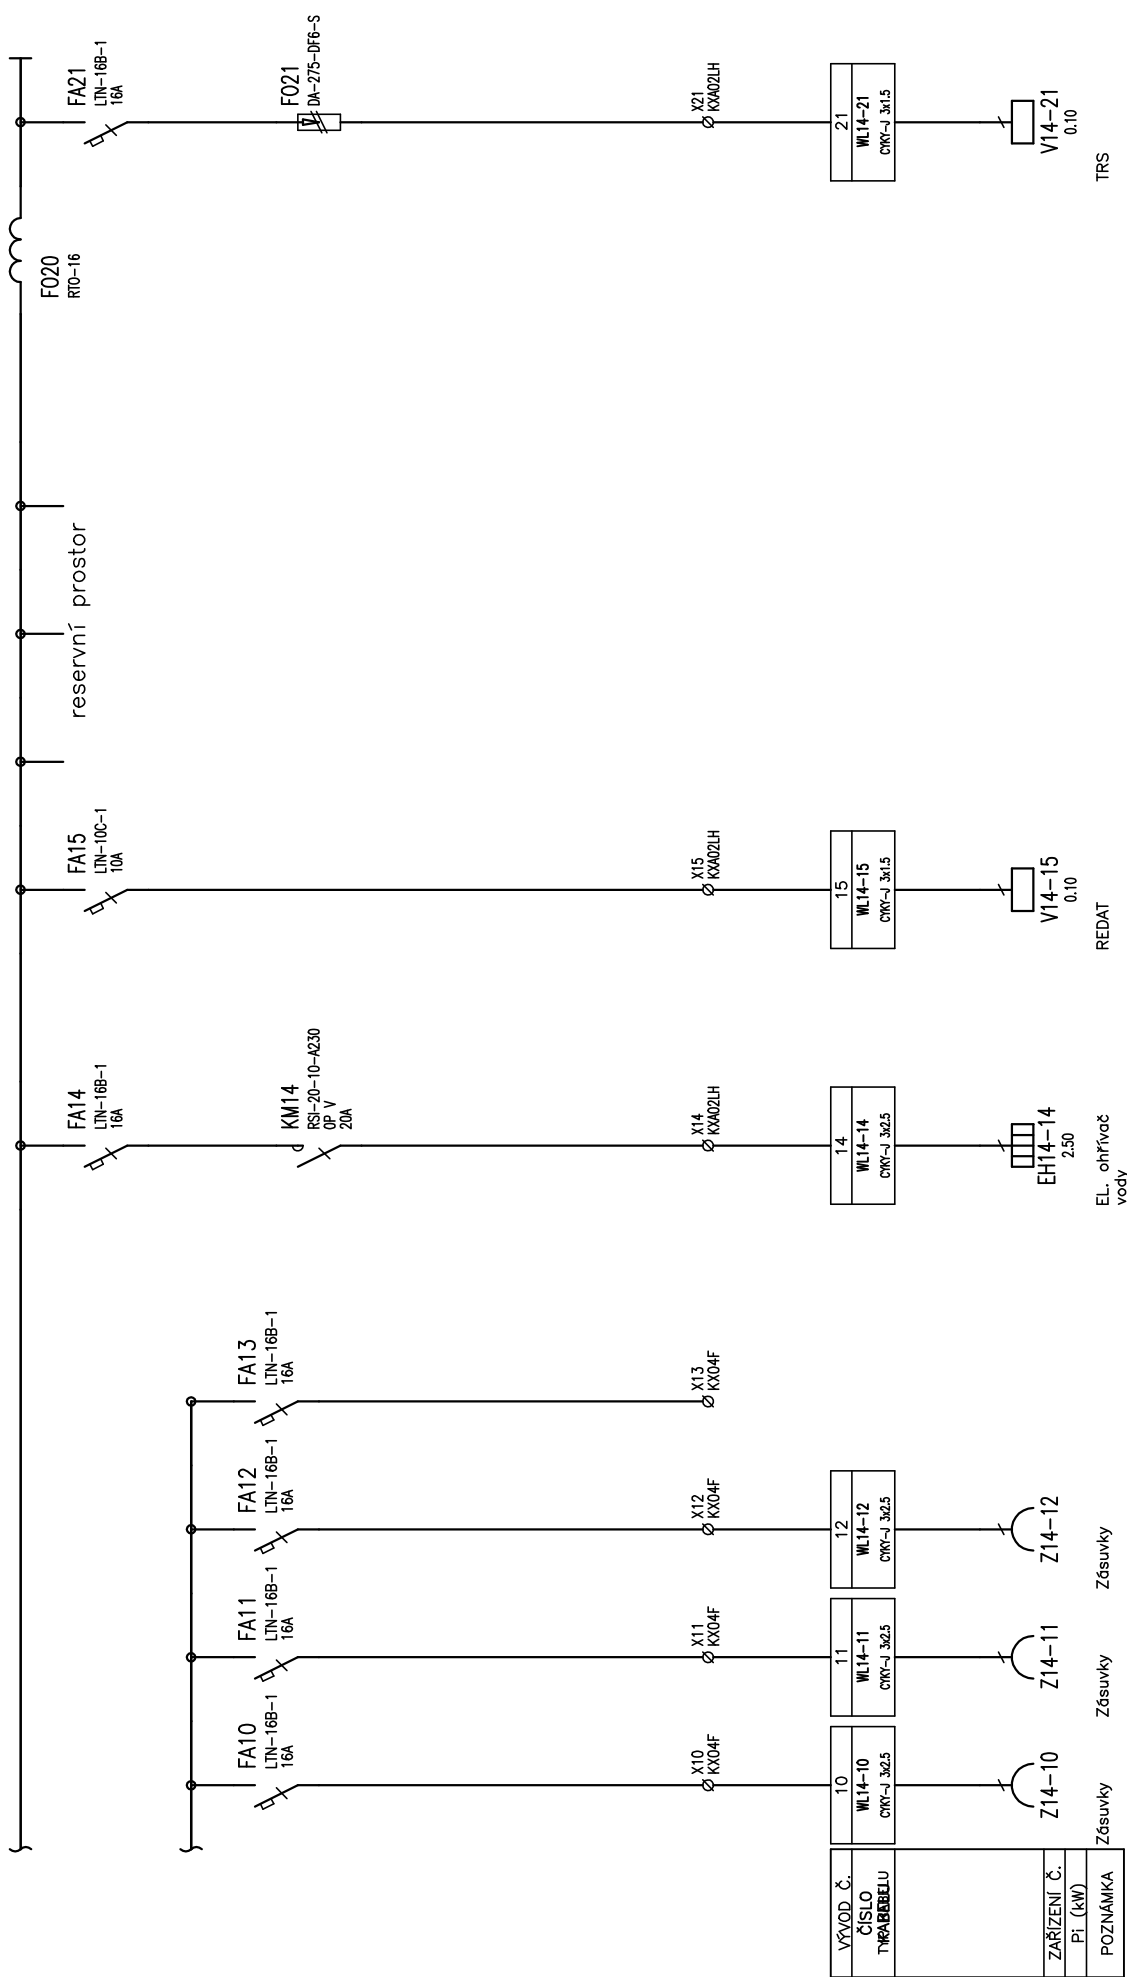 FA10
LTN-16B-1
16A
FA11
LTN-16B-1
16A
FA12
LTN-16B-1
16A
FA13
LTN-16B-1
16A
FA14
LTN-16B-1
16A
KM14
RSI-20-10-A230
0P V
20A
FA15
LTN-10C-1
10A
reservní prostor
FO20
RTO-16
FA21
LTN-16B-1
16A
FO21
DA-275-DF6-S
X10
KX04F
X11
KX04F
X12
KX04F
X13
KX04F
X14
KXA02LH
X15
KXA02LH
X21
KXA02LH
VÝVOD Č.
10
11
12
14
15
21
ČÍSLO
WL14-10
WL14-11
WL14-12
WL14-14
WL14-15
WL14-21
CYKY-J 3x2.5
CYKY-J 3x2.5
CYKY-J 3x2.5
CYKY-J 3x2.5
CYKY-J 3x1.5
CYKY-J 3x1.5
ZAŘÍZENÍ Č.
Z14-10
Z14-11
Z14-12
EH14-14
V14-15
V14-21
Pi (kW)
2.50
0.10
0.10
POZNÁMKA
Zásuvky
Zásuvky
Zásuvky
EL. ohřívač
vody
REDAT
TRS